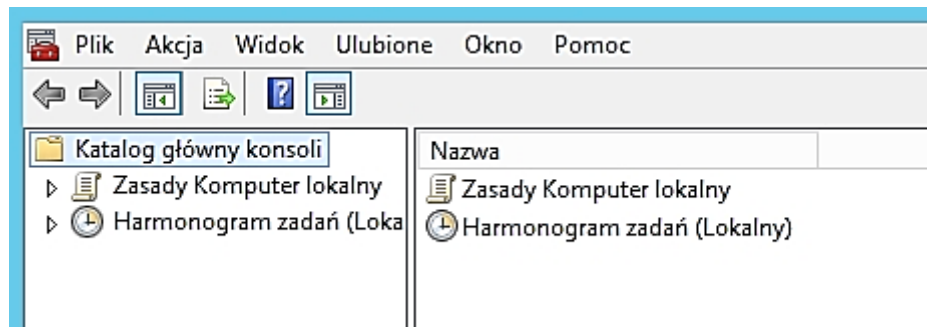 Plik Akcja Widok Ulubione Okno Pomoc
Katalog główny konsoli
Zasady Komputer lokalny
Harmonogram zadań (Loka
Nazwa
Zasady Komputer lokalny
Harmonogram zadań (Lokalny)